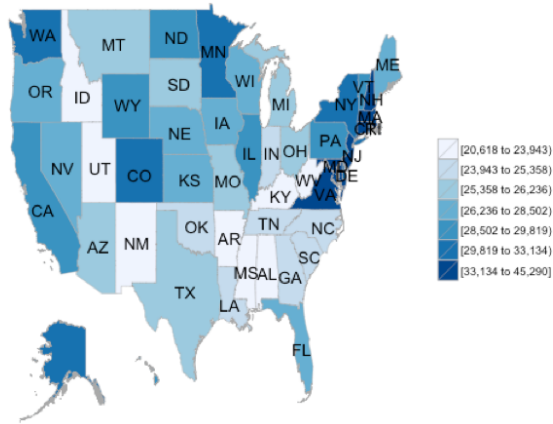 WA
MT
ND
MN
ME
OR
ID
SD
WI
VT
NH
WY
MI
NY
MA
CT
RI
NE
IA
PA
NV
UT
IL
IN
OH
NJ
CO
MD
DE
CA
KS
MO
WV
VA
KY
AZ
NM
OK
AR
TN
NC
SC
MS
AL
GA
TX
LA
FL
[20,618 to 23,943)
[23,943 to 25,358)
[25,358 to 26,236)
[26,236 to 28,502)
[28,502 to 29,819)
[29,819 to 33,134)
[33,134 to 45,290]